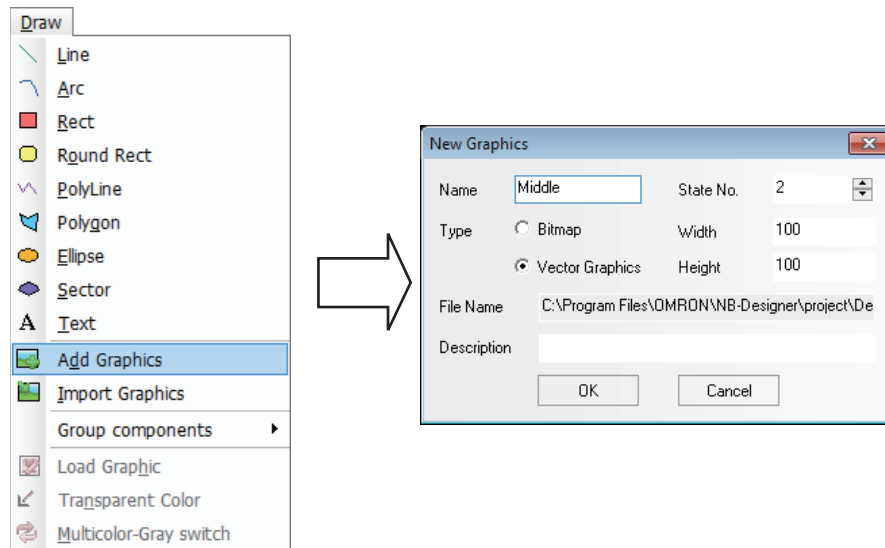 Draw
Line
Arc
Rect
Round Rect
PolyLine
Polygon
Ellipse
Sector
A Text
Add Graphics
Import Graphics
Group components
Load Graphic
Transparent Color
Multicolor-Gray switch
New Graphics
Name Middle State No. 2
Type Bitmap Width 100
Vector Graphics Height 100
File Name C:\Program Files\OMRON\NB-Designer\project\De
Description
OK Cancel